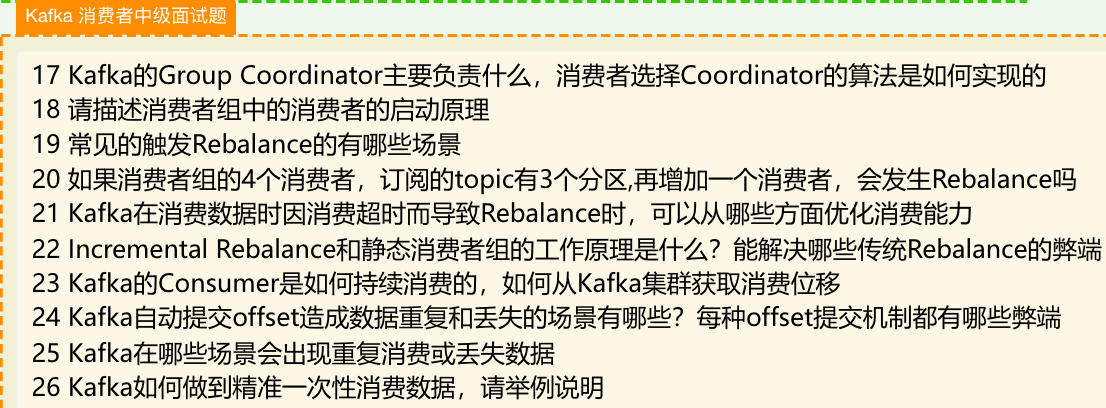 Kafka 消费者中级面试题
17 Kafka的Group Coordinator主要负责什么，消费者选择Coordinator的算法是如何实现的
18 请描述消费者组中的消费者的启动原理
19 常见的触发Rebalance的有哪些场景
20 如果消费者组的4个消费者，订阅的topic有3个分区,再增加一个消费者，会发生Rebalance吗
21 Kafka在消费数据时因消费超时而导致Rebalance时，可以从哪些方面优化消费能力
22 Incremental Rebalance和静态消费者组的工作原理是什么？能解决哪些传统Rebalance的弊端
23 Kafka的Consumer是如何持续消费的，如何从Kafka集群获取消费位移
24 Kafka自动提交offset造成数据重复和丢失的场景有哪些？每种offset提交机制都有哪些弊端
25 Kafka在哪些场景会出现重复消费或丢失数据
26 Kafka如何做到精准一次性消费数据，请举例说明